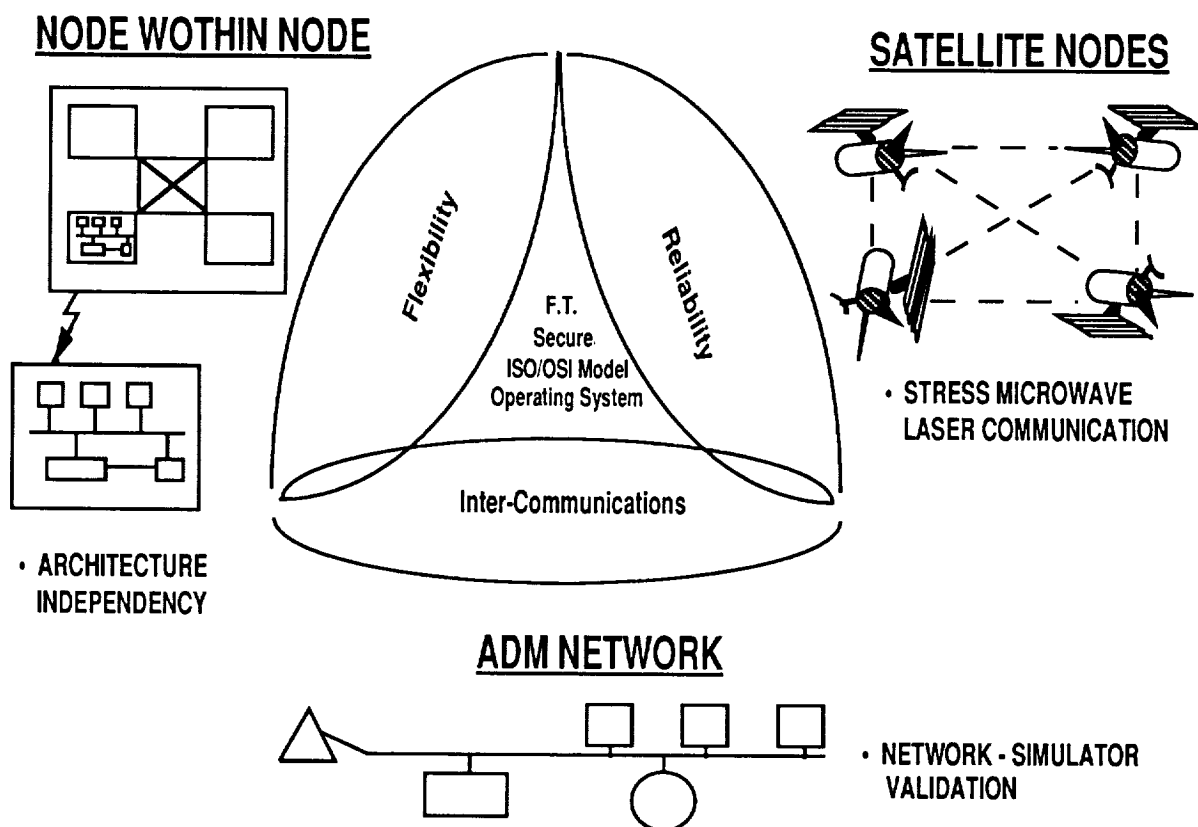 NODE WOTHIN NODE
SATELLITE NODES
Flexibility
Reliability
F.T.
Secure
ISO/OSI Model
Operating System
Inter-Communications
• STRESS MICROWAVE
LASER COMMUNICATION
• ARCHITECTURE
INDEPENDENCY
ADM NETWORK
• NETWORK - SIMULATOR
VALIDATION